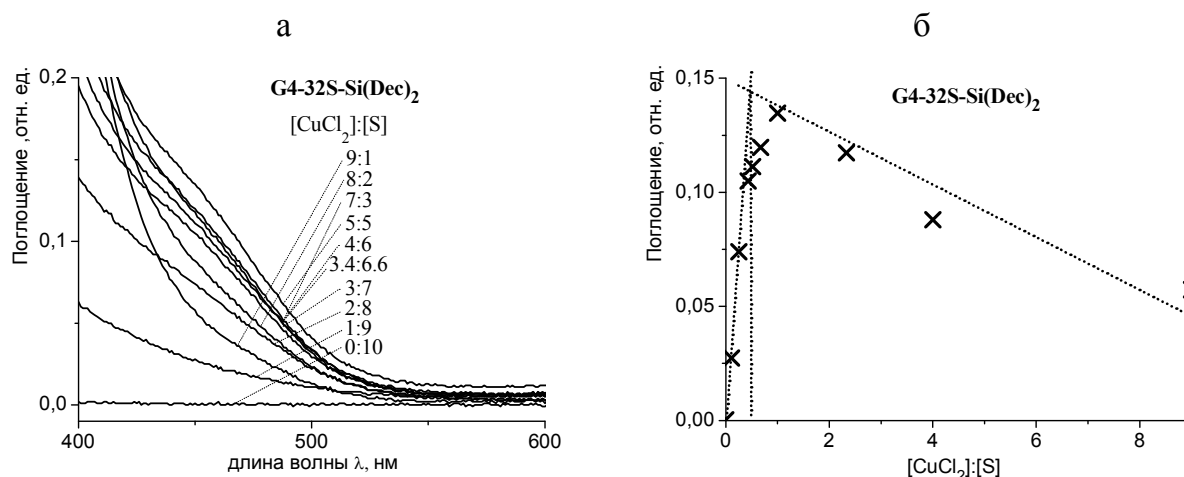 а
Поглощение ,отн. ед.
0,2
0,1
0,0
G4-32S-Si(Dec)2
[CuCl2]:[S]
9:1
8:2
7:3
5:5
4:6
3.4:6.6
3:7
2:8
1:9
0:10
400
500
600
длина волны λ, нм
б
Поглощение, отн. ед.
0,15
0,10
0,05
0,00
G4-32S-Si(Dec)2
0
2
4
6
8
[CuCl2]:[S]